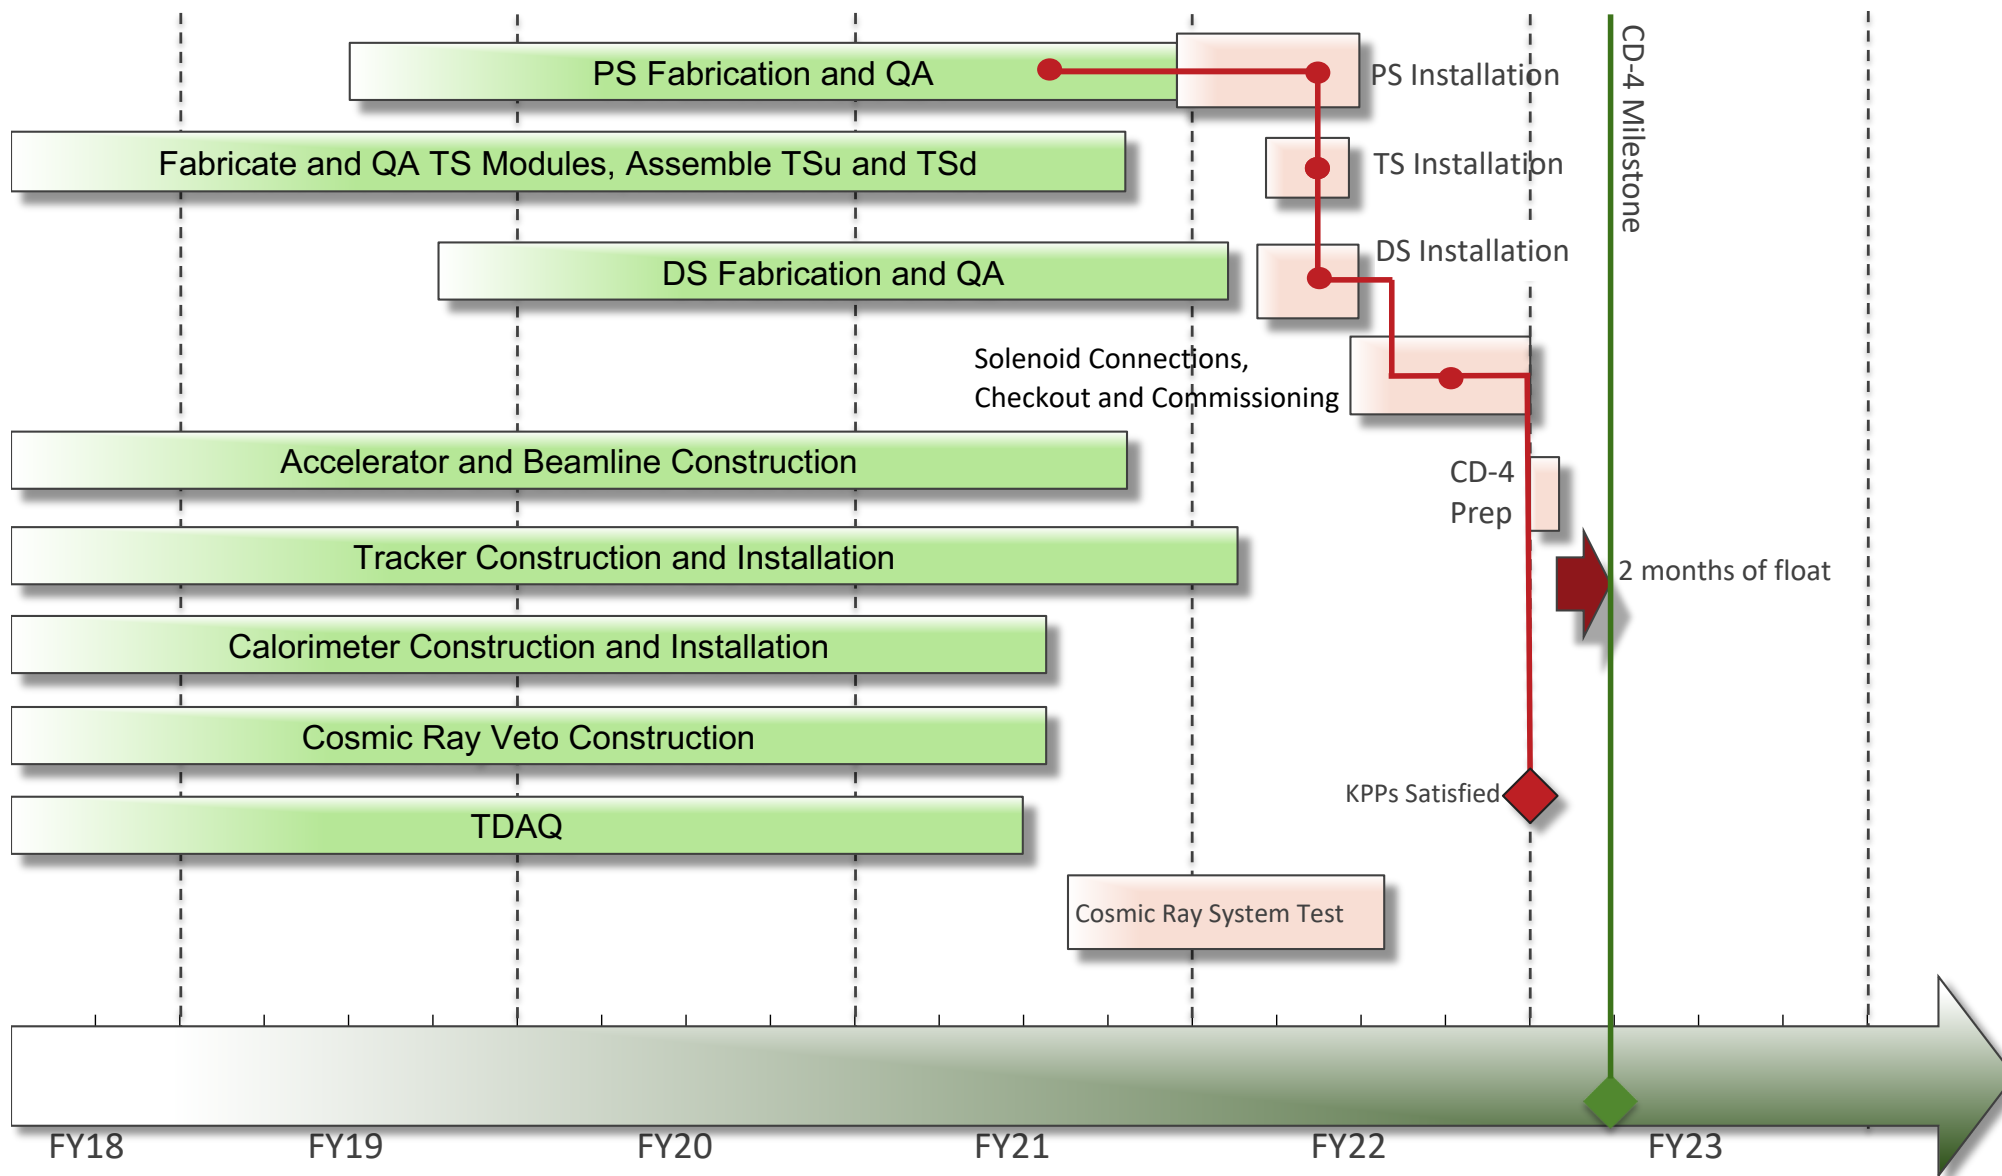 PS Fabrication and QA
PS Installation
CD-4 Milestone
Fabricate and QA TS Modules, Assemble TSu and TSd
TS Installation
DS Fabrication and QA
DS Installation
Solenoid Connections,
Checkout and Commissioning
Accelerator and Beamline Construction
CD-4
Prep
Tracker Construction and Installation
2 months of float
Calorimeter Construction and Installation
Cosmic Ray Veto Construction
KPPs Satisfied
TDAQ
Cosmic Ray System Test
FY18 FY19 FY20 FY21 FY22 FY23